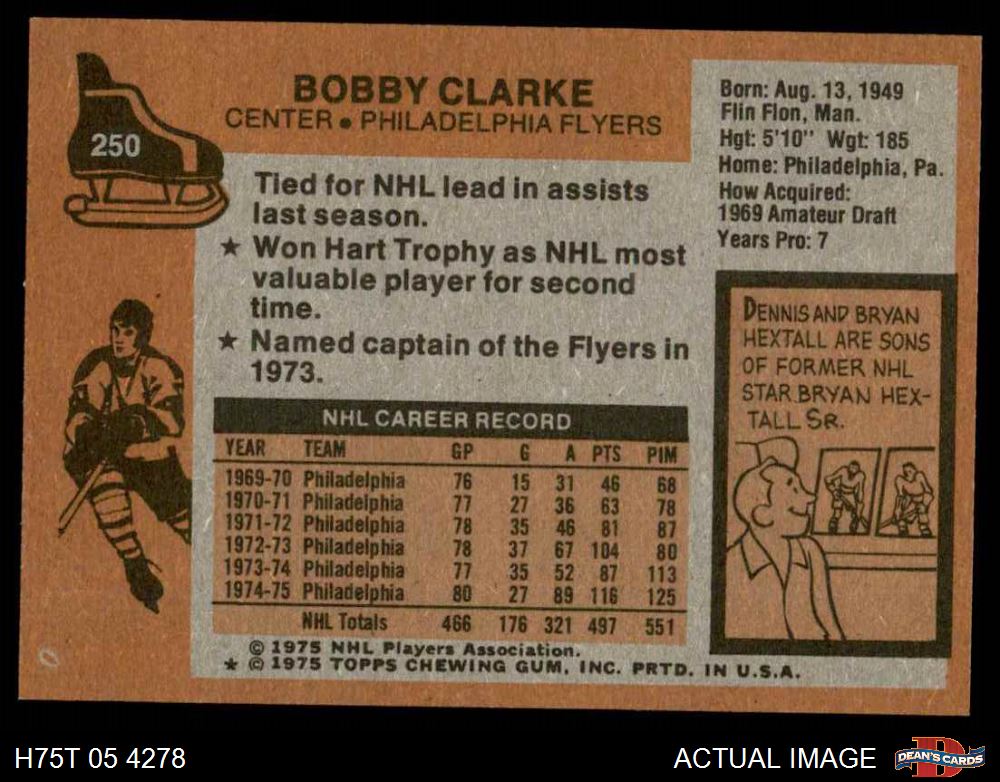 250
BOBBY CLARKE
CENTER • PHILADELPHIA FLYERS
Born: Aug. 13, 1949
Flin Flon, Man.
Hgt: 5'10" Wgt: 185
Home: Philadelphia, Pa.
How Acquired:
1969 Amateur Draft
Years Pro: 7
Tied for NHL lead in assists
last season.
★ Won Hart Trophy as NHL most
valuable player for second
time.
★ Named captain of the Flyers in
1973.
DENNIS AND BRYAN
HEXTALL ARE SONS
OF FORMER NHL
STAR BRYAN HEX-
TALL SR.
NHL CAREER RECORD
YEAR TEAM GP G A PTS PIM
1969-70 Philadelphia 76 15 31 46 68
1970-71 Philadelphia 77 27 36 63 78
1971-72 Philadelphia 78 35 46 81 87
1972-73 Philadelphia 78 37 67 104 80
1973-74 Philadelphia 77 35 52 87 113
1974-75 Philadelphia 80 27 89 116 125
NHL Totals 466 176 321 497 551
© 1975 NHL Players Association.
★ © 1975 TOPPS CHEWING GUM, INC. PRTD. IN U.S.A.
H75T 05 4278
ACTUAL IMAGE
D
DEAN'S CARDS